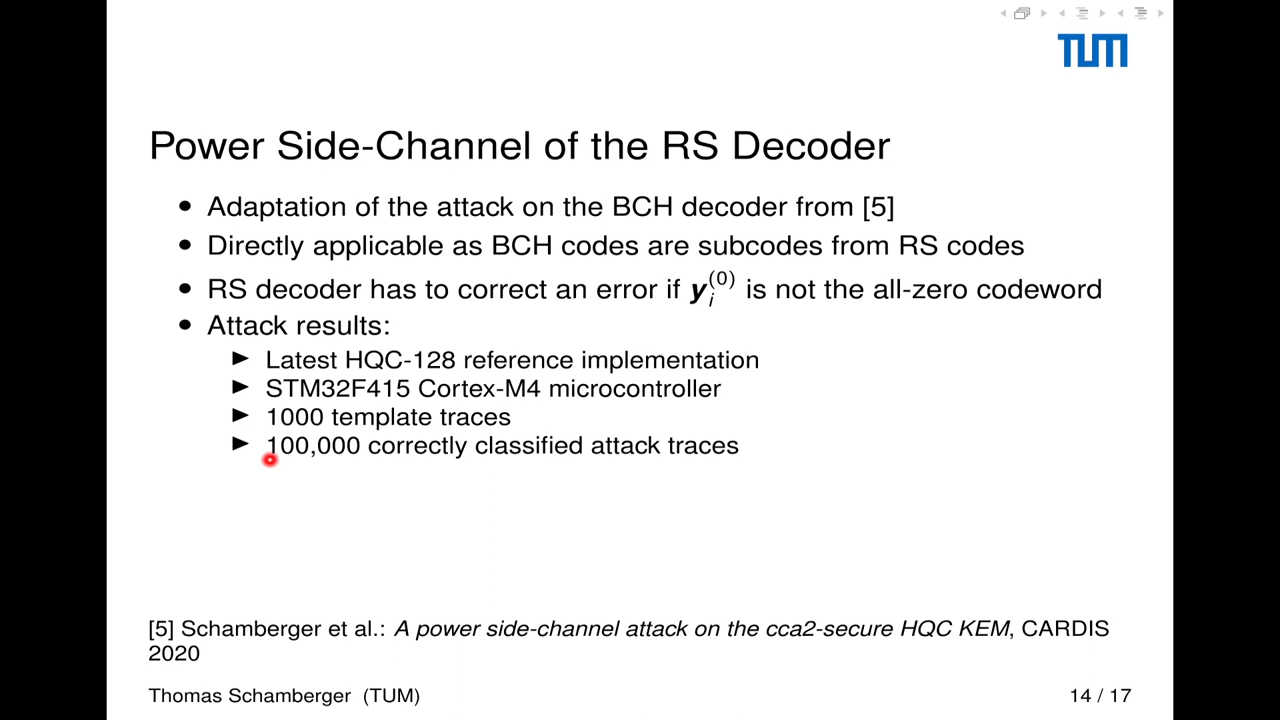 TUM
Power Side-Channel of the RS Decoder
• Adaptation of the attack on the BCH decoder from [5]
• Directly applicable as BCH codes are subcodes from RS codes
• RS decoder has to correct an error if y_i^(0) is not the all-zero codeword
• Attack results:
► Latest HQC-128 reference implementation
► STM32F415 Cortex-M4 microcontroller
► 1000 template traces
► 100,000 correctly classified attack traces
[5] Schamberger et al.: A power side-channel attack on the cca2-secure HQC KEM, CARDIS
2020
Thomas Schamberger (TUM) 14 / 17